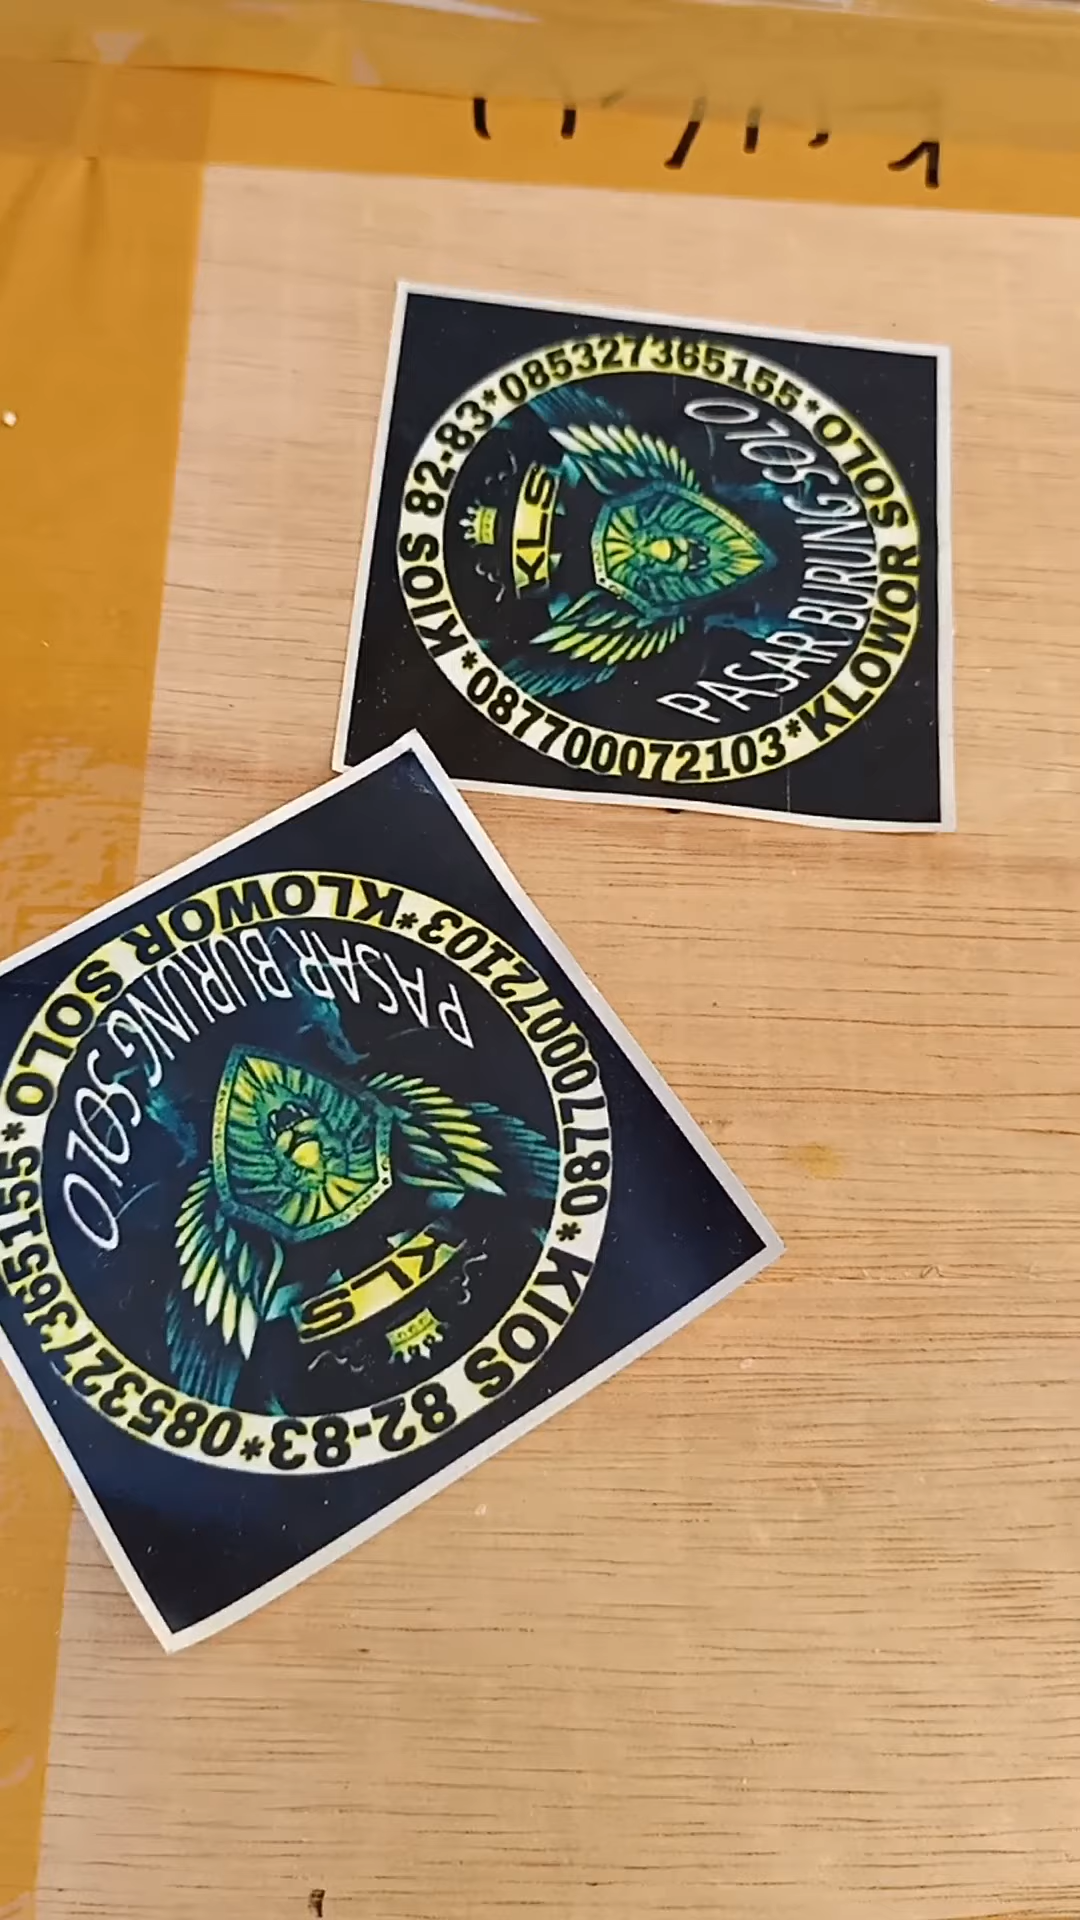 KIOS 82-83*085327365155*
KLOWOR SOLO
*087700072103*
KLS
PASAR BURUNG SOLO
KIOS 82-83*085327365155*
KLOWOR SOLO
*087700072103*
KLS
PASAR BURUNG SOLO